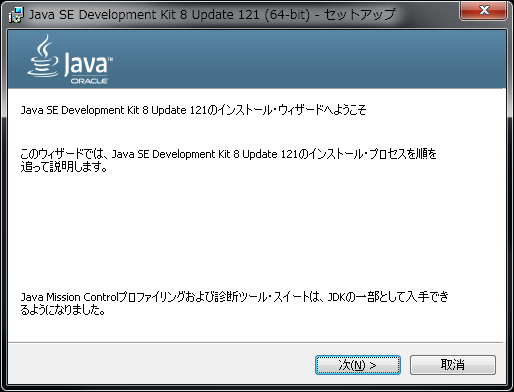 Java SE Development Kit 8 Update 121 (64-bit) - セットアップ
Java™
ORACLE
Java SE Development Kit 8 Update 121のインストール・ウィザードへようこそ
このウィザードでは、Java SE Development Kit 8 Update 121のインストール・プロセスを順を
追って説明します。
Java Mission Controlプロファイリングおよび診断ツール・スイートは、JDKの一部として入手でき
るようになりました。
次(N) >
取消